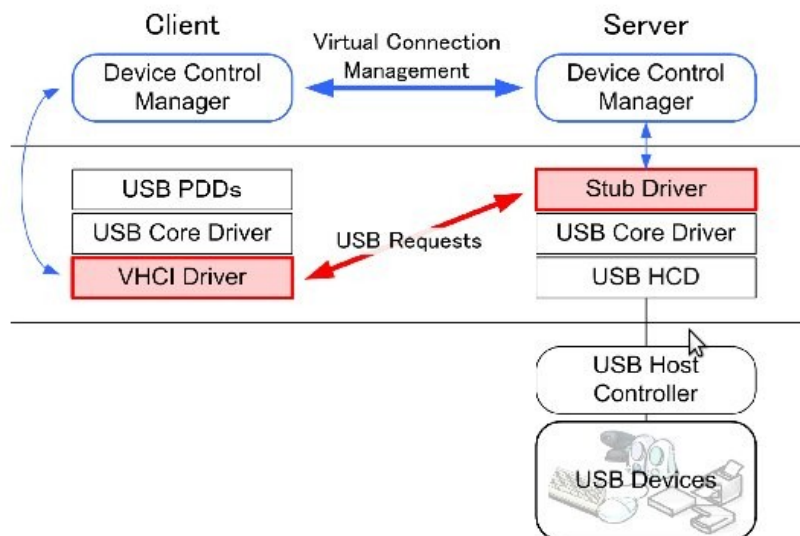 Client
Server
Virtual Connection
Management
Device Control
Manager
Device Control
Manager
USB PDDs
USB Core Driver
VHCI Driver
USB Requests
Stub Driver
USB Core Driver
USB HCD
USB Host
Controller
USB Devices